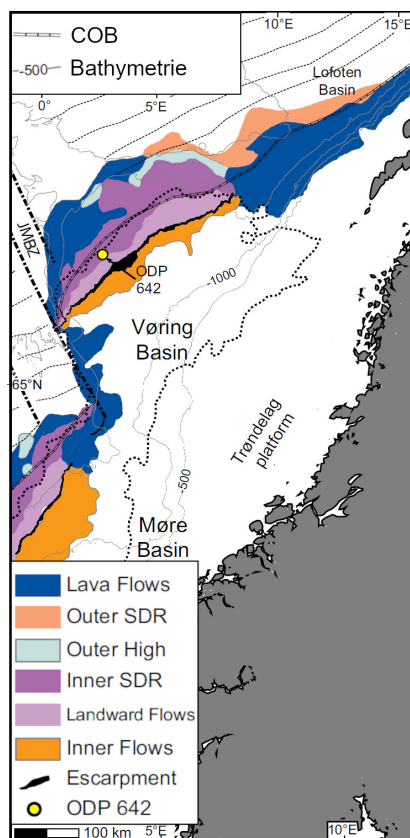 COB
-500 Bathymetrie
0°
5°E
10°E
15°E
Lofoten
Basin
JMBZ
ODP
642
-1000
Vøring
Basin
65°N
Trøndelag
platform
-500
Møre
Basin
Lava Flows
Outer SDR
Outer High
Inner SDR
Landward Flows
Inner Flows
Escarpment
ODP 642
100 km
5°E
10°E